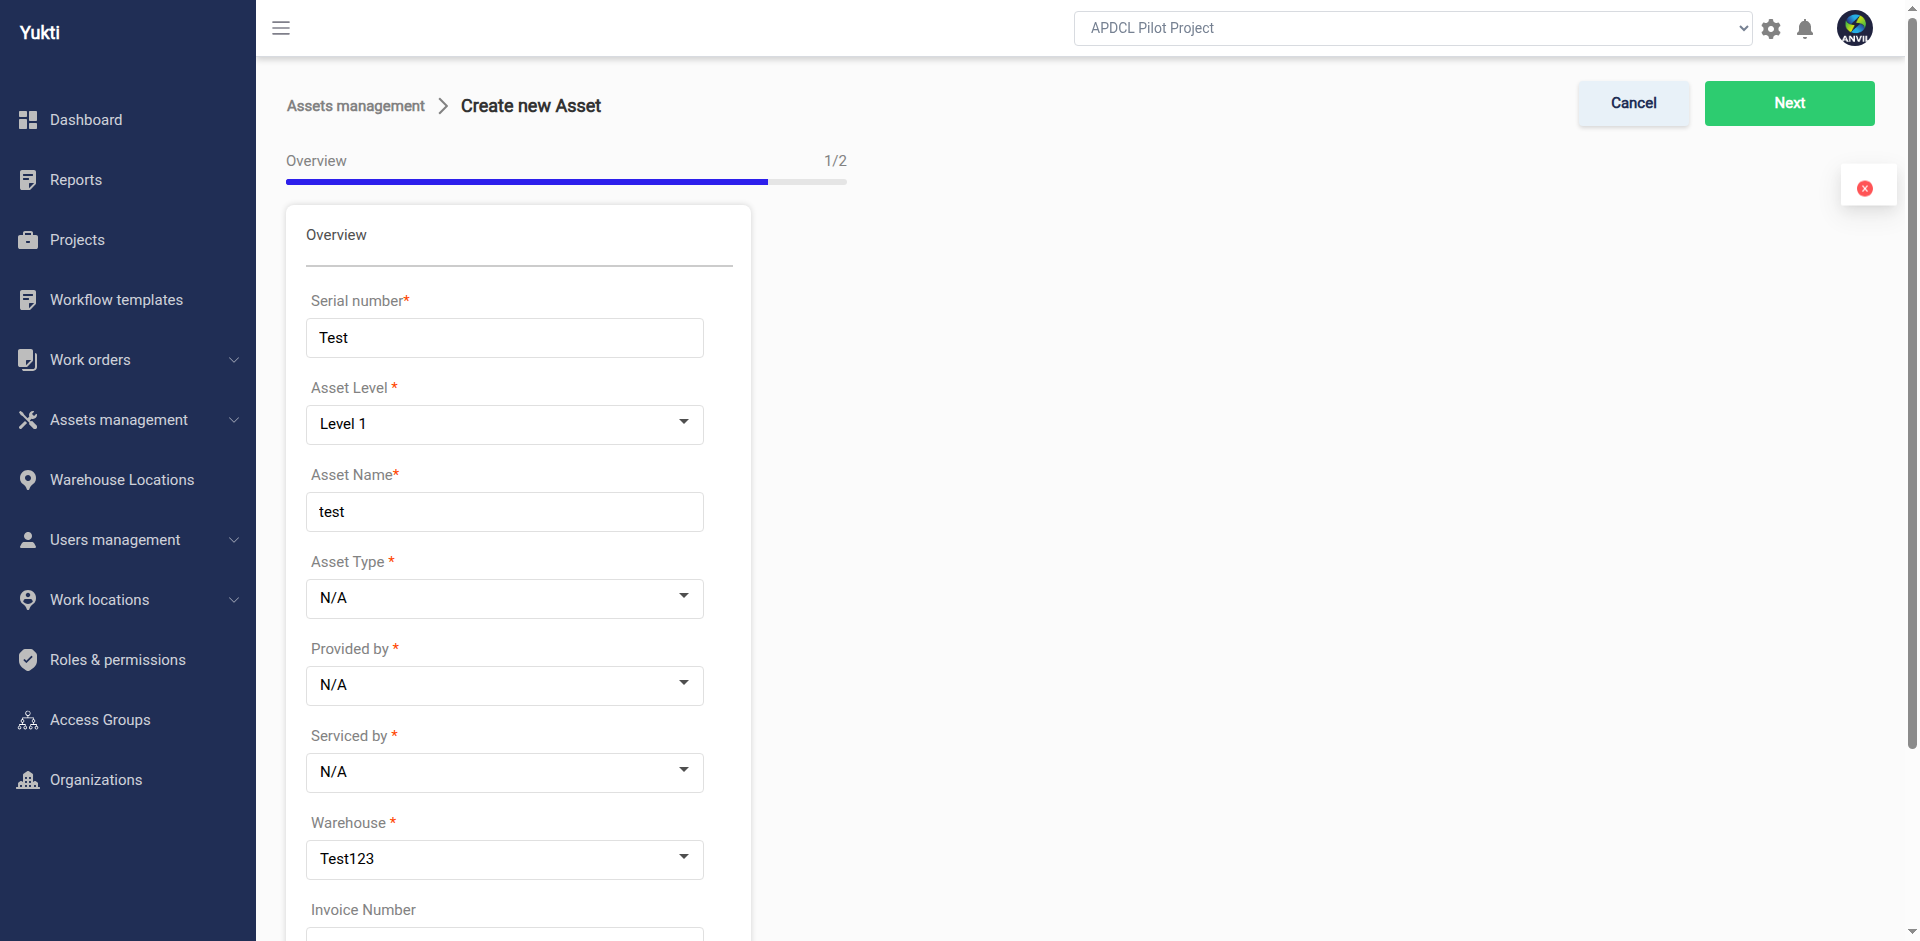 Yukti
APDCL Pilot Project
ANVIL
Dashboard
Reports
Projects
Workflow templates
Work orders
Assets management
Warehouse Locations
Users management
Work locations
Roles & permissions
Access Groups
Organizations
Assets management > Create new Asset
Cancel
Next
Overview 1/2
Overview
Serial number*
Test
Asset Level *
Level 1
Asset Name*
test
Asset Type *
N/A
Provided by *
N/A
Serviced by *
N/A
Warehouse *
Test123
Invoice Number